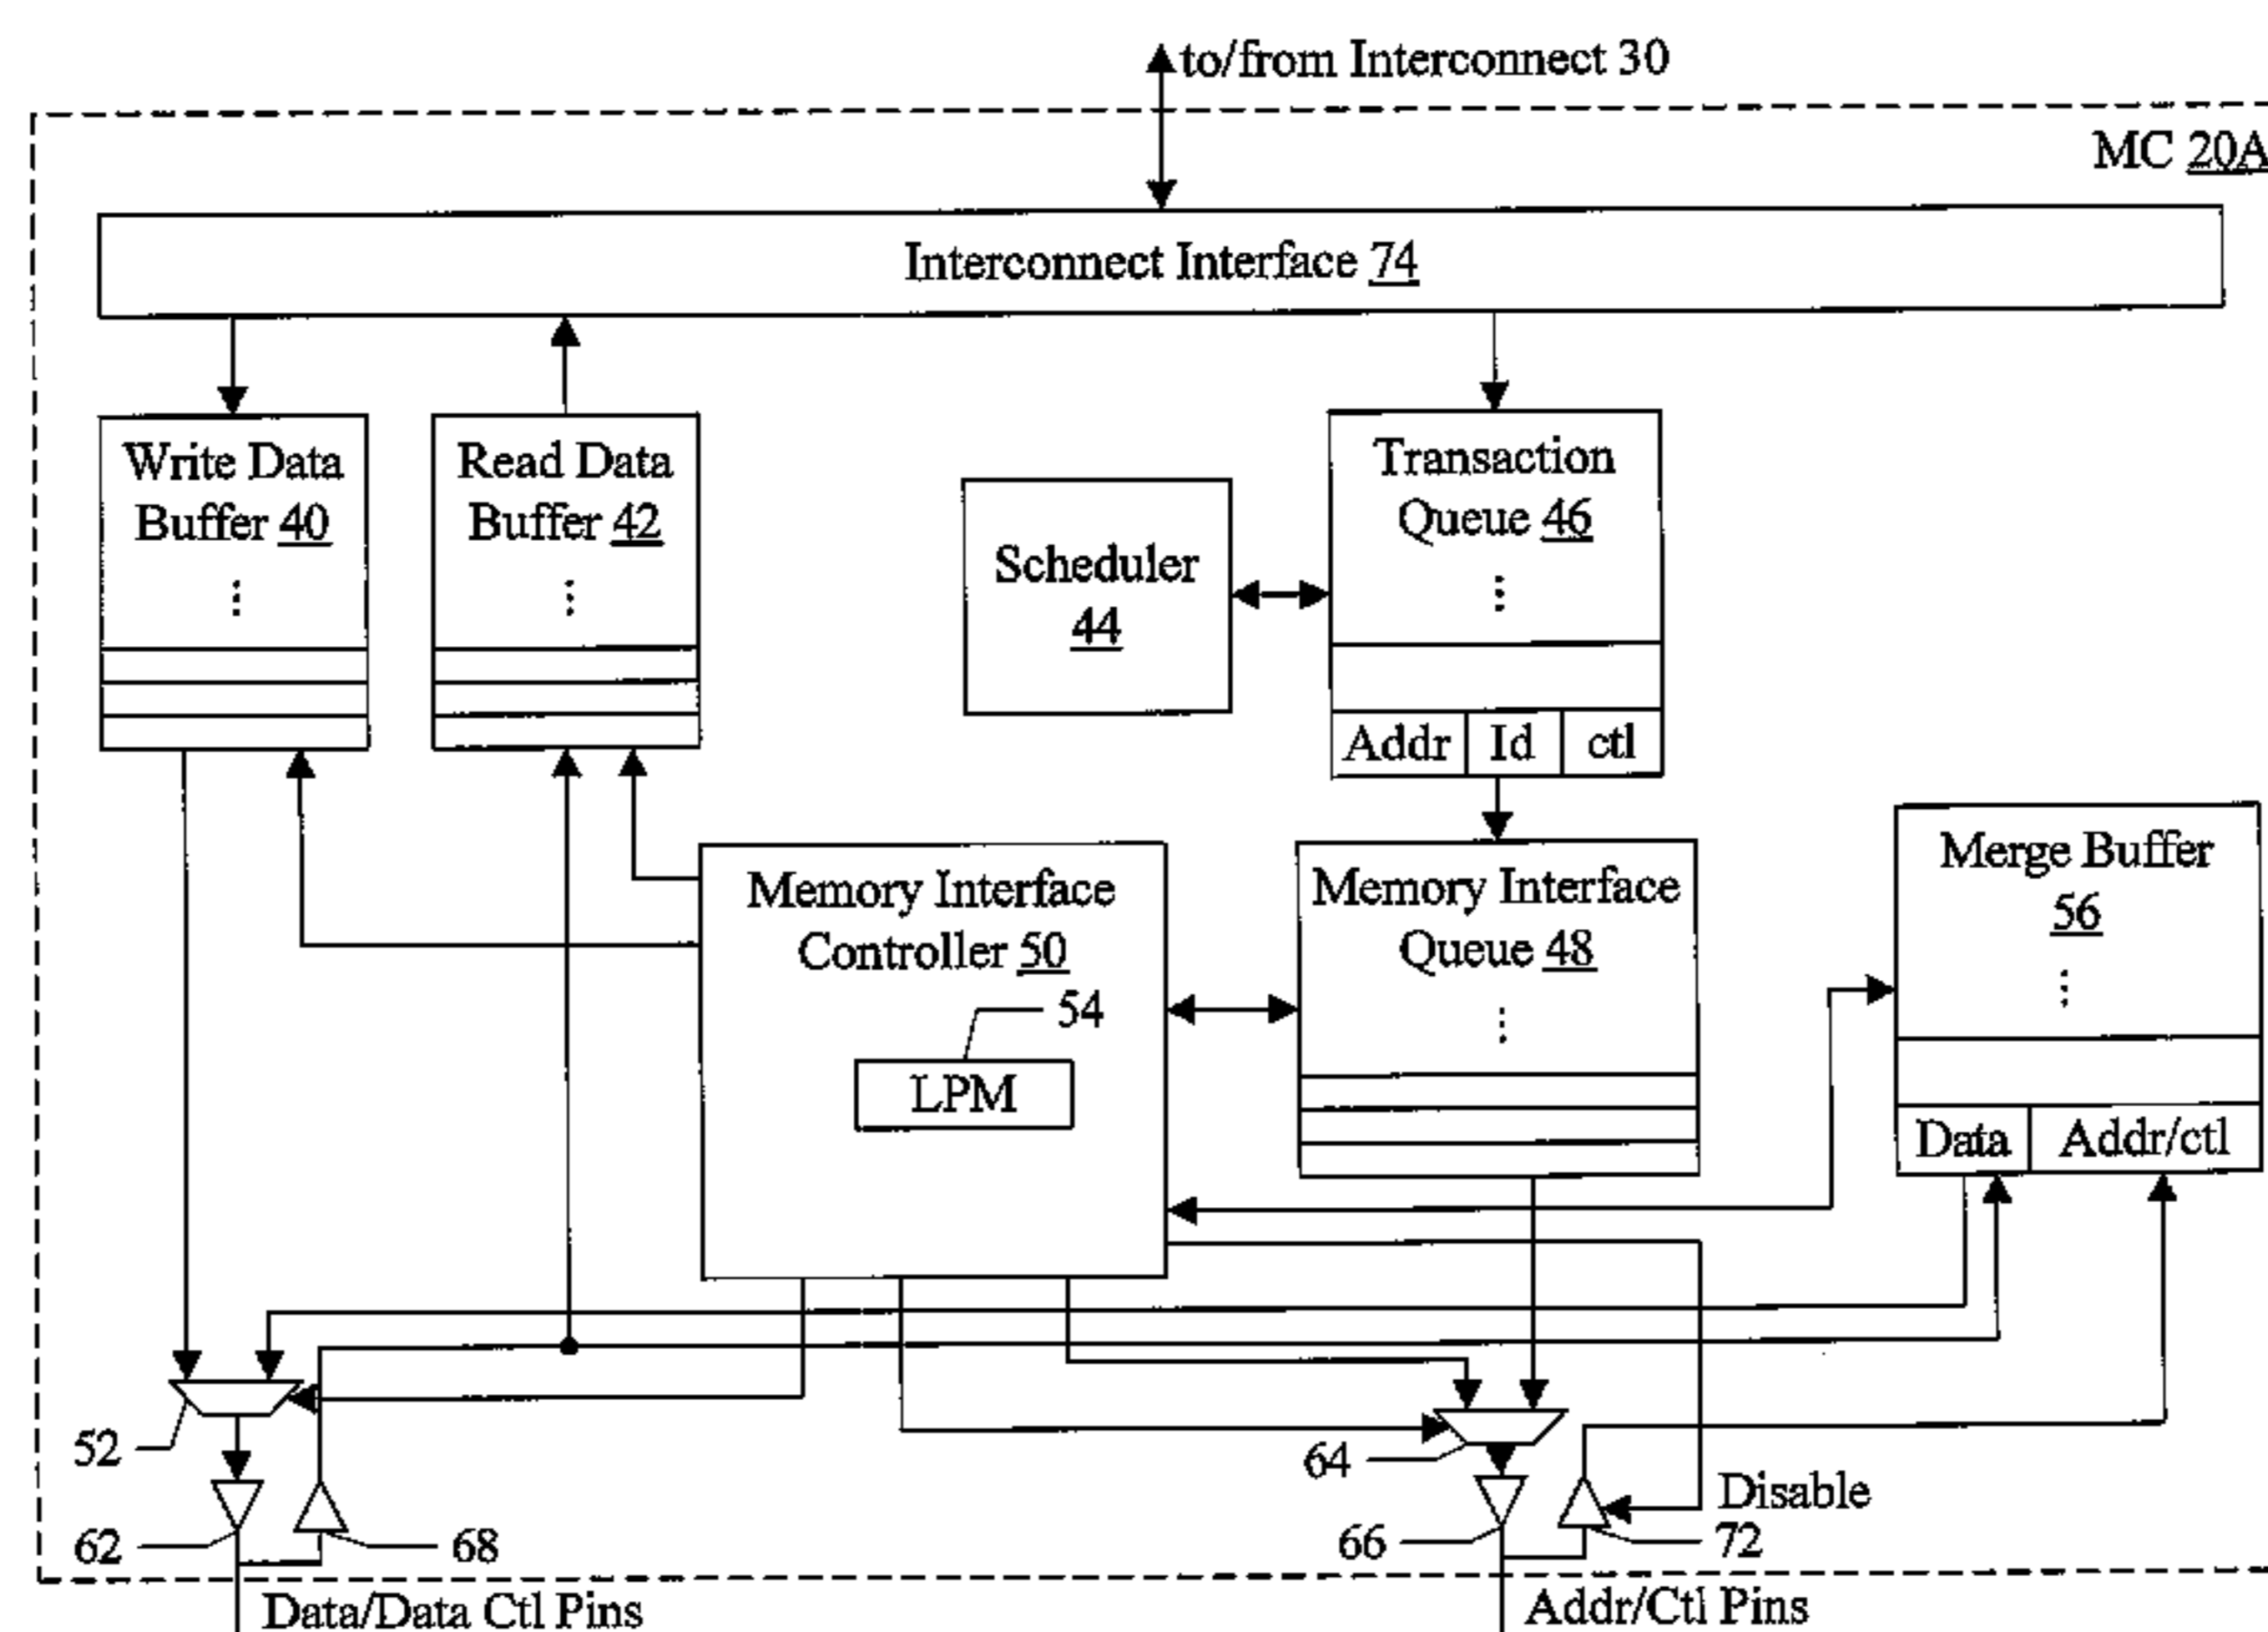 to/from Interconnect 30
MC 20A
Interconnect Interface 74
Write Data
Buffer 40
Read Data
Buffer 42
Scheduler
44
Transaction
Queue 46
Addr Id ctl
Memory Interface
Controller 50
54
LPM
Memory Interface
Queue 48
Merge Buffer
56
Data Addr/ctl
52
62
68
64
66
Disable
72
Data/Data Ctl Pins
Addr/Ctl Pins